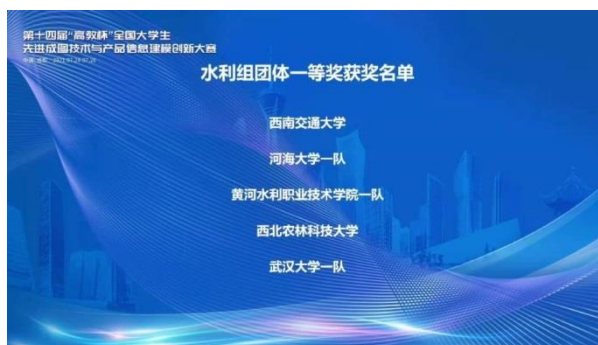 第十四届“高教杯”全国大学生
先进成图技术与产品信息建模创新大赛
水利组团体一等奖获奖名单
西南交通大学
河海大学一队
黄河水利职业技术学院一队
西北农林科技大学
武汉大学一队